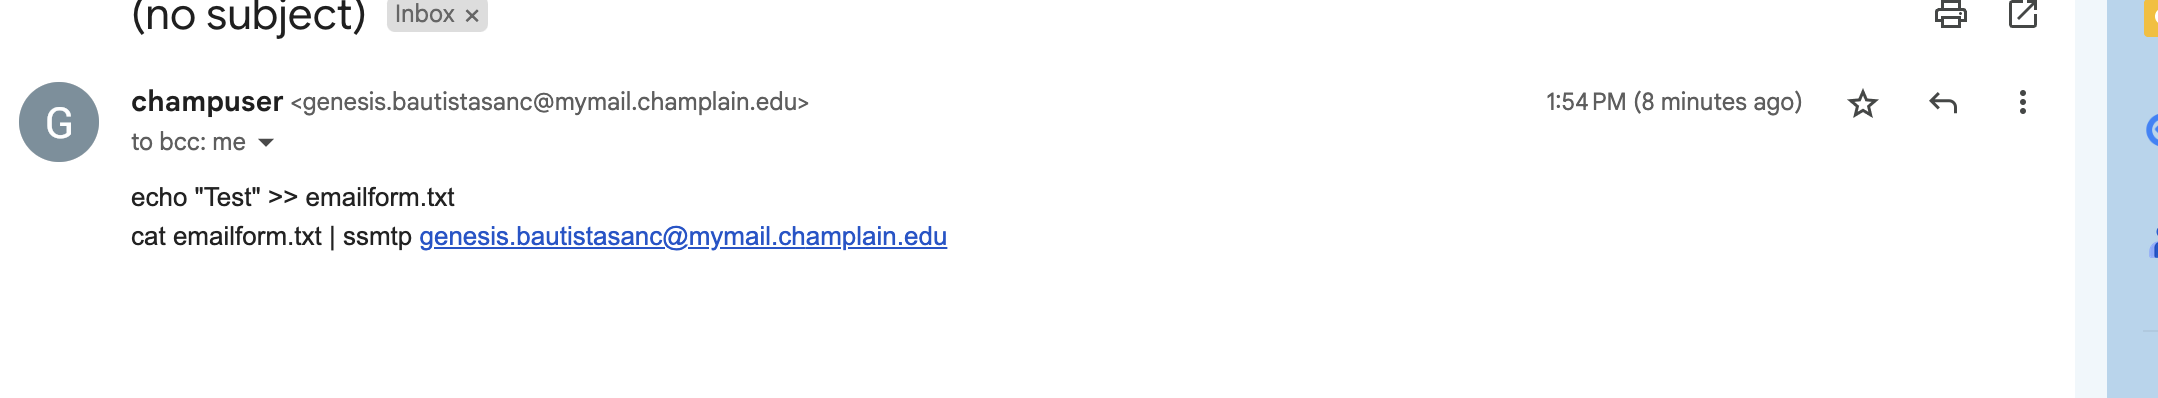 (no subject) Inbox ×
champuser <genesis.bautistasanc@mymail.champlain.edu> 1:54 PM (8 minutes ago)
G
to bcc: me
echo "Test" >> emailform.txt
cat emailform.txt | ssmtp genesis.bautistasanc@mymail.champlain.edu